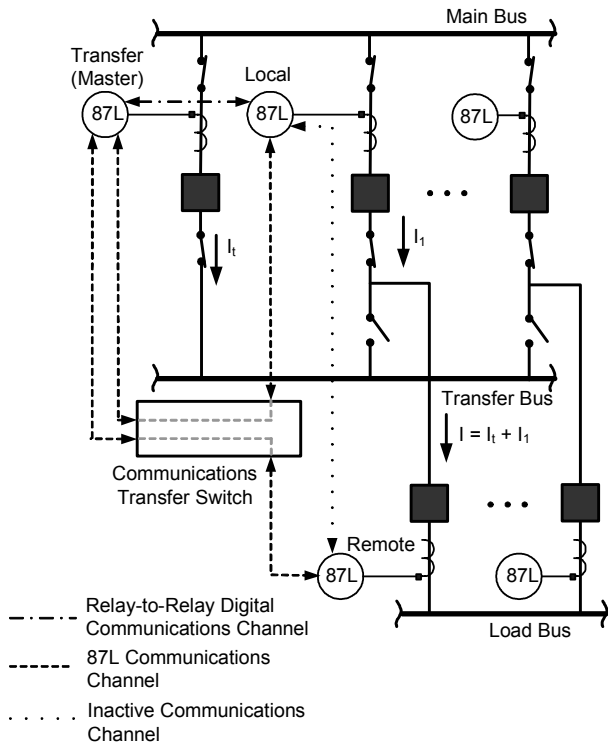 Main Bus
Transfer
(Master)
Local
87L
87L
87L
• • •
It
I1
Transfer Bus
Communications
Transfer Switch
I = It + I1
• • •
Remote
87L
87L
Load Bus
Relay-to-Relay Digital
Communications Channel
87L Communications
Channel
Inactive Communications
Channel